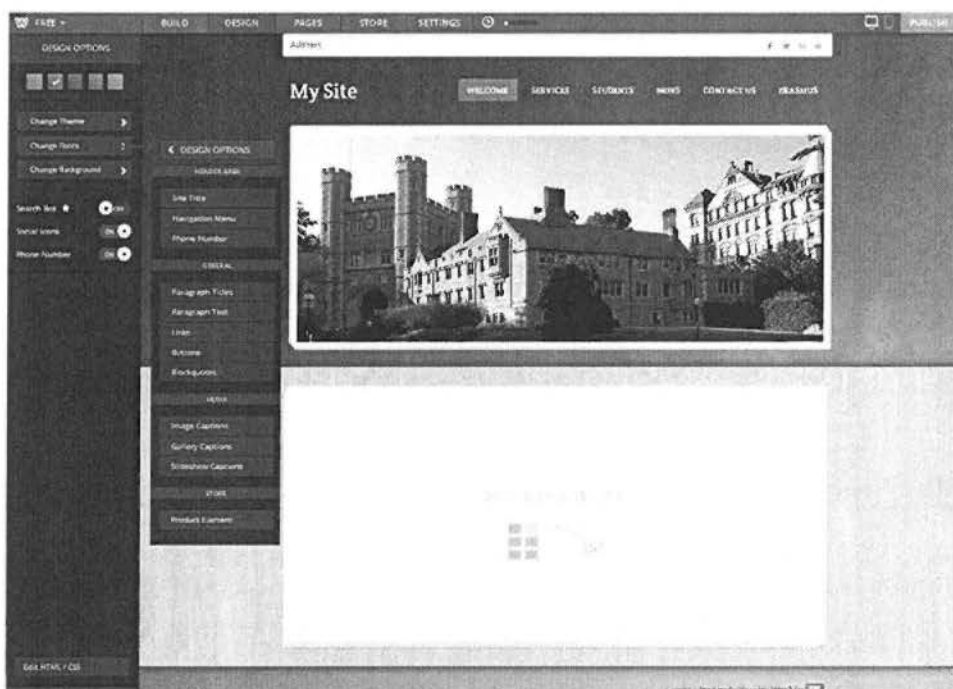 FREE
BUILD DESIGN PAGES STORE SETTINGS
PUBLISH
DESIGN OPTIONS
Change Theme
Change Fonts
Change Background
Search Box
Social Icons ON
Phone Number ON
Edit HTML / CSS
DESIGN OPTIONS
Site Title
Navigation Menu
Phone Number
GENERAL
Paragraph Titles
Paragraph Text
Links
Buttons
Blockquotes
MEDIA
Image Captions
Gallery Captions
Slideshow Captions
STORE
Product Element
My Site
WELCOME SERVICES STUDENTS NEWS CONTACT US ERASMUS